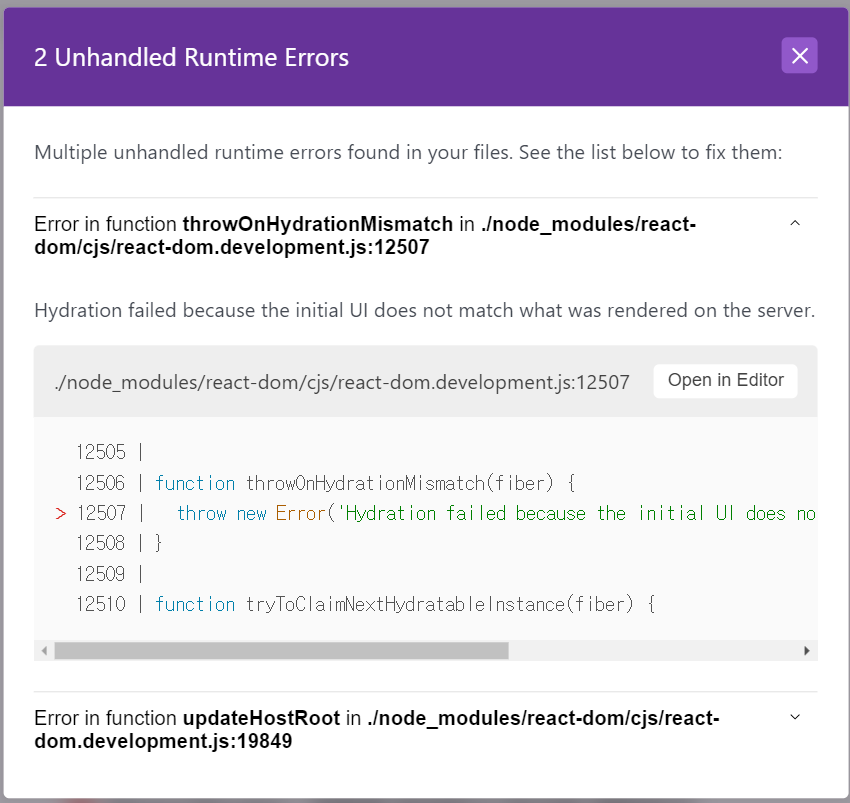 2 Unhandled Runtime Errors
Multiple unhandled runtime errors found in your files. See the list below to fix them:
Error in function throwOnHydrationMismatch in ./node_modules/react-
dom/cjs/react-dom.development.js:12507
Hydration failed because the initial UI does not match what was rendered on the server.
./node_modules/react-dom/cjs/react-dom.development.js:12507
Open in Editor
12505 |
12506 | function throwOnHydrationMismatch(fiber) {
> 12507 |   throw new Error('Hydration failed because the initial UI does no
12508 | }
12509 |
12510 | function tryToClaimNextHydratableInstance(fiber) {
Error in function updateHostRoot in ./node_modules/react-dom/cjs/react-
dom.development.js:19849